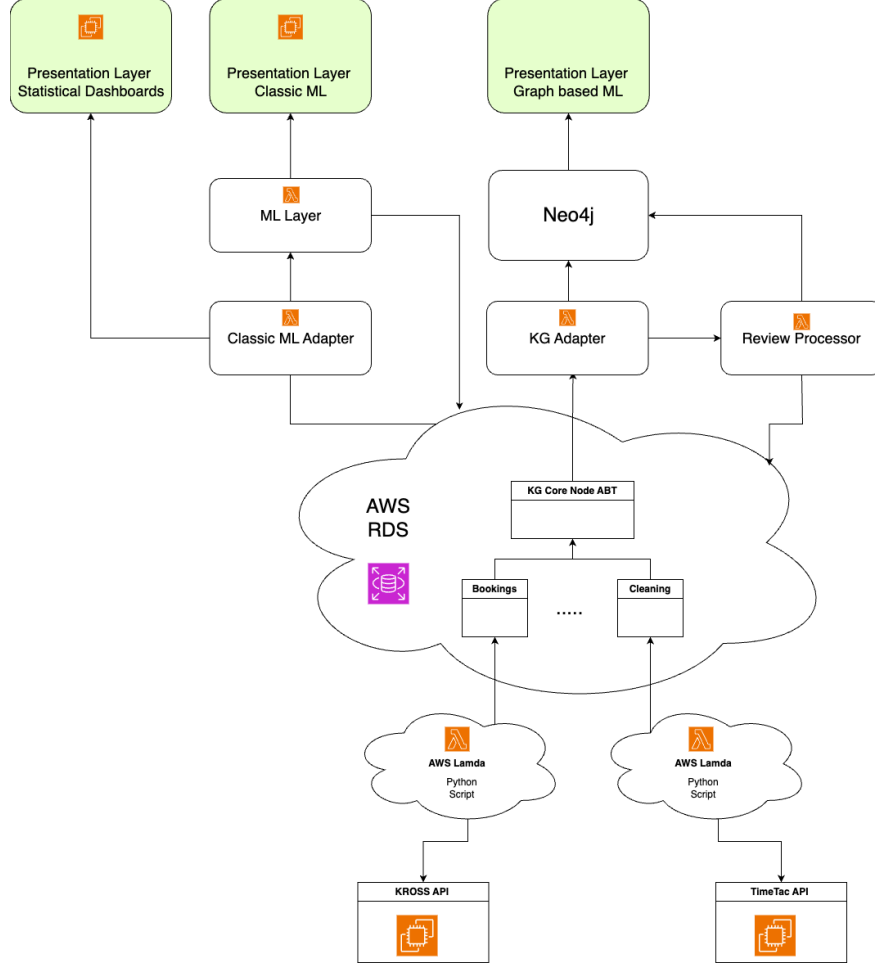 Presentation Layer
Statistical Dashboards
Presentation Layer
Classic ML
Presentation Layer
Graph based ML
ML Layer
Neo4j
Classic ML Adapter
KG Adapter
Review Processor
KG Core Node ABT
AWS
RDS
Bookings
.....
Cleaning
AWS Lamda
Python
Script
AWS Lamda
Python
Script
KROSS API
TimeTac API